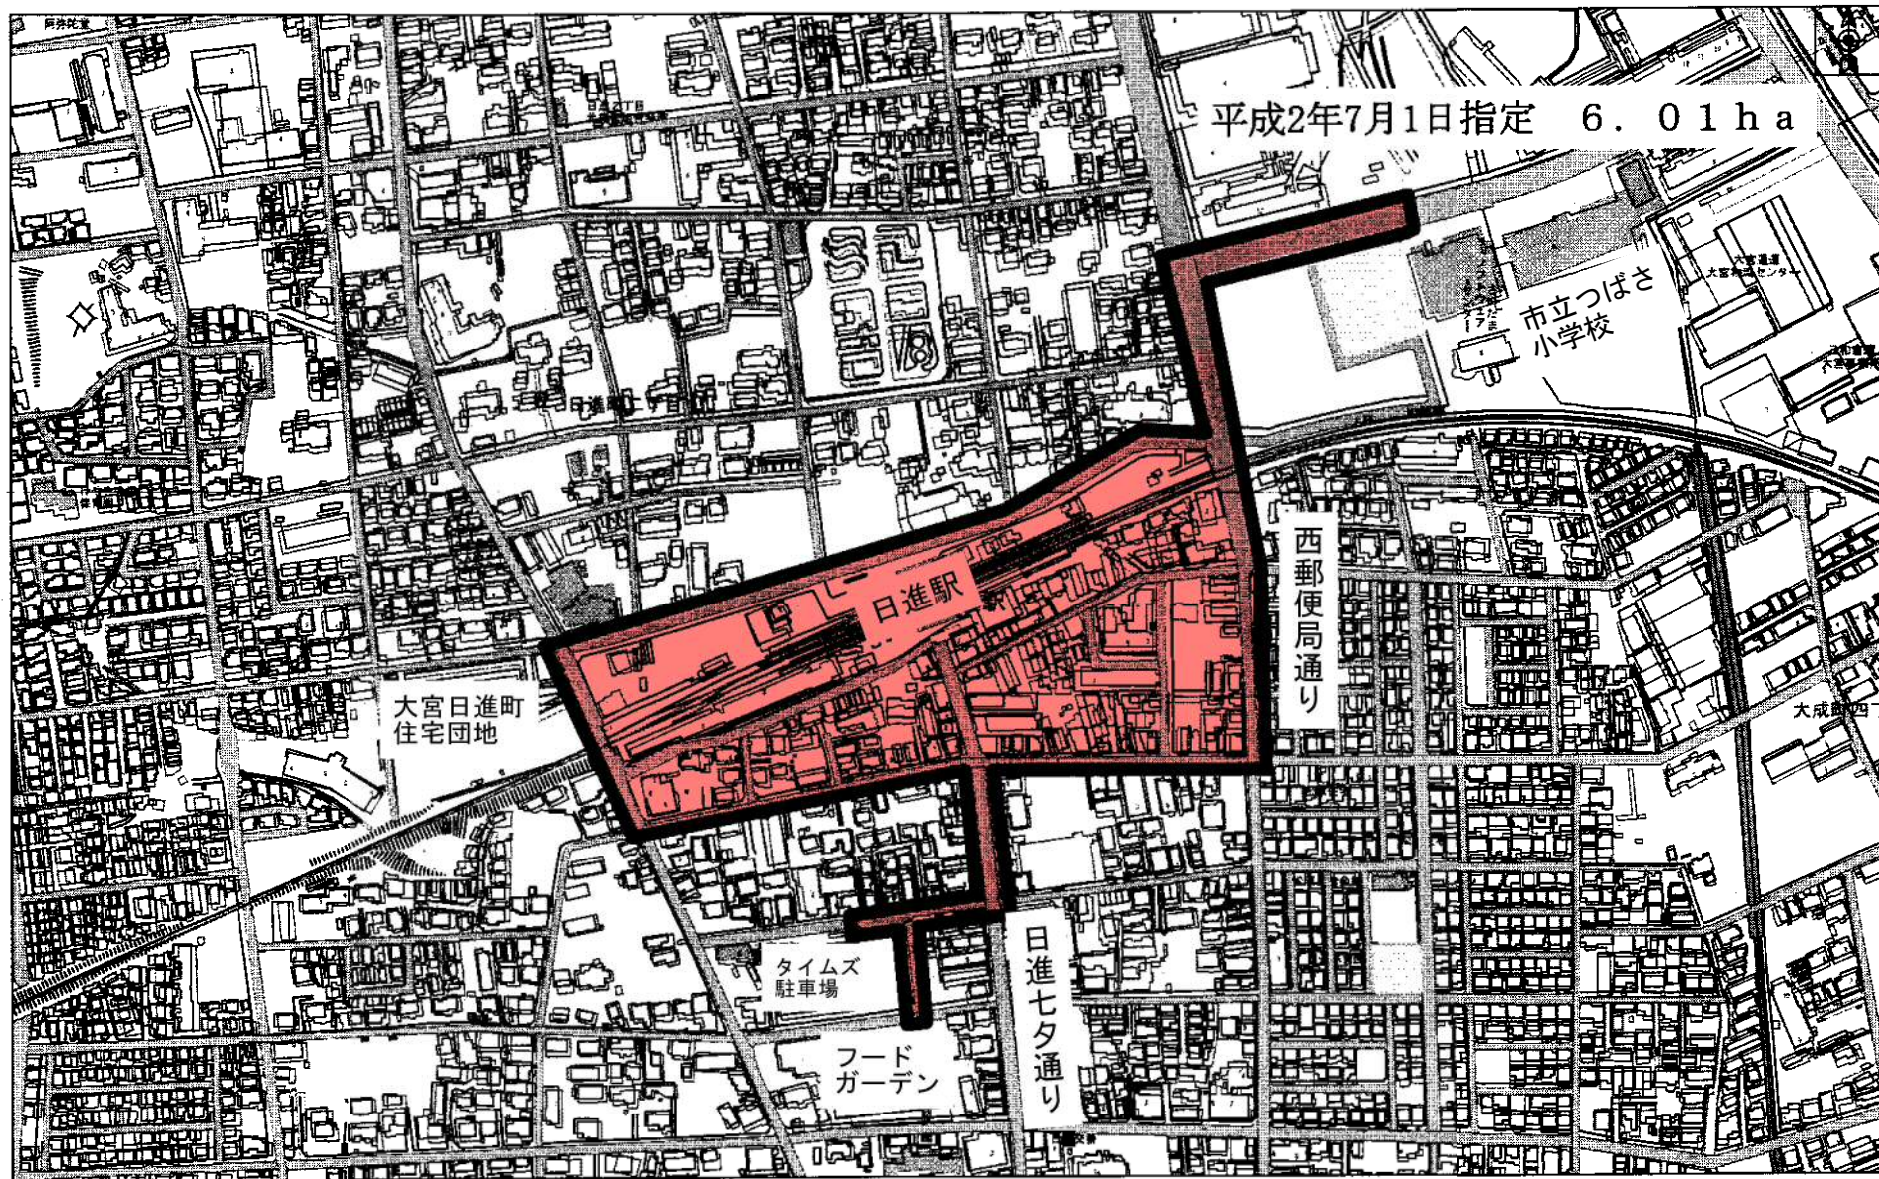 平成2年7月1日指定 6.01ha
市立つばさ
小学校
日進駅
西郵便局通り
大宮日進町
住宅団地
タイムズ
駐車場
日進七夕通り
フード
ガーデン